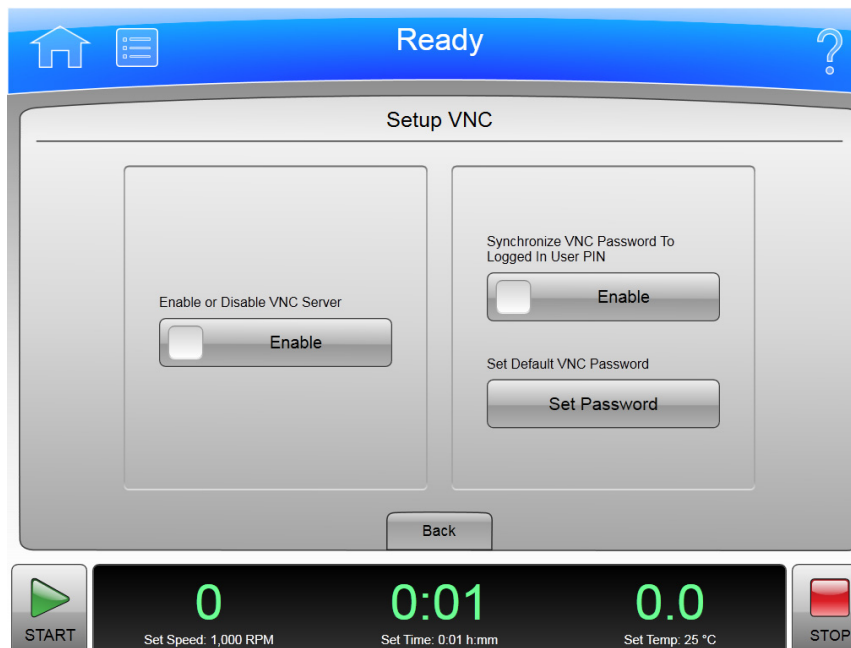 Ready
?
Setup VNC
Enable or Disable VNC Server
Enable
Synchronize VNC Password To
Logged In User PIN
Enable
Set Default VNC Password
Set Password
Back
START
0
Set Speed: 1,000 RPM
0:01
Set Time: 0:01 h:mm
0.0
Set Temp: 25 °C
STOP